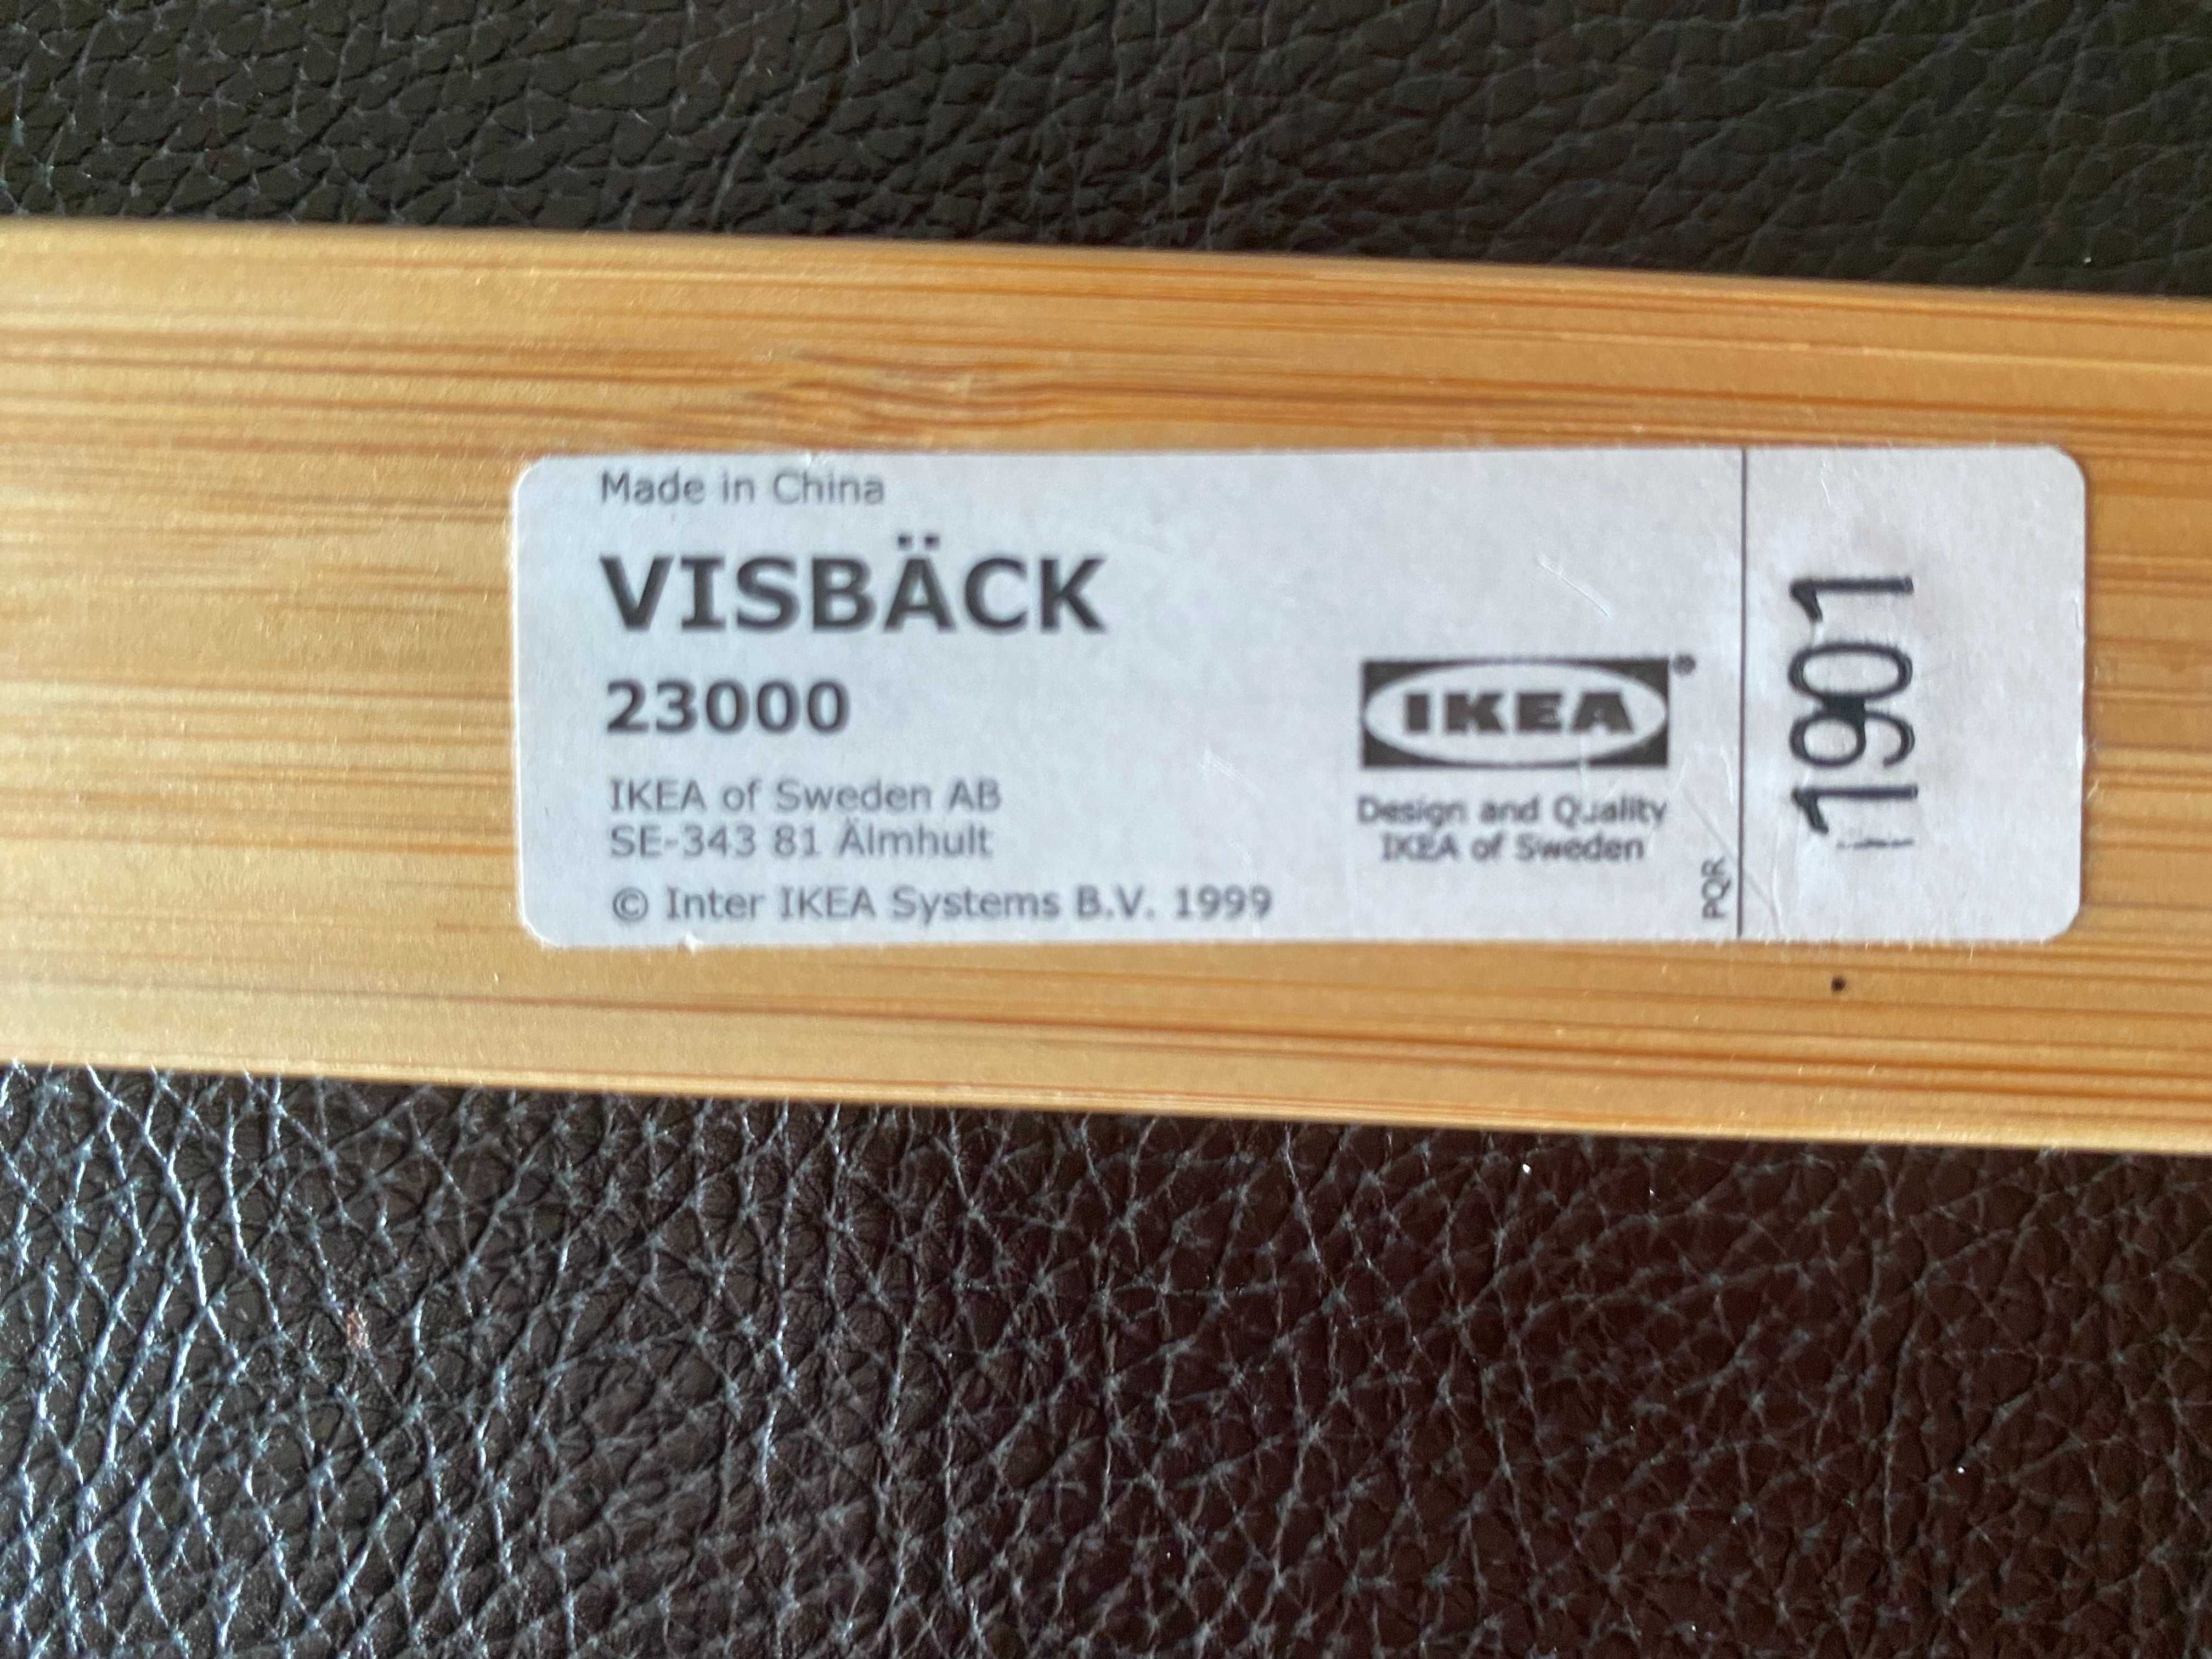 Made in China
VISBÄCK
23000
IKEA of Sweden AB
SE-343 81 Älmhult
© Inter IKEA Systems B.V. 1999
IKEA®
Design and Quality
IKEA of Sweden
PQR
1901